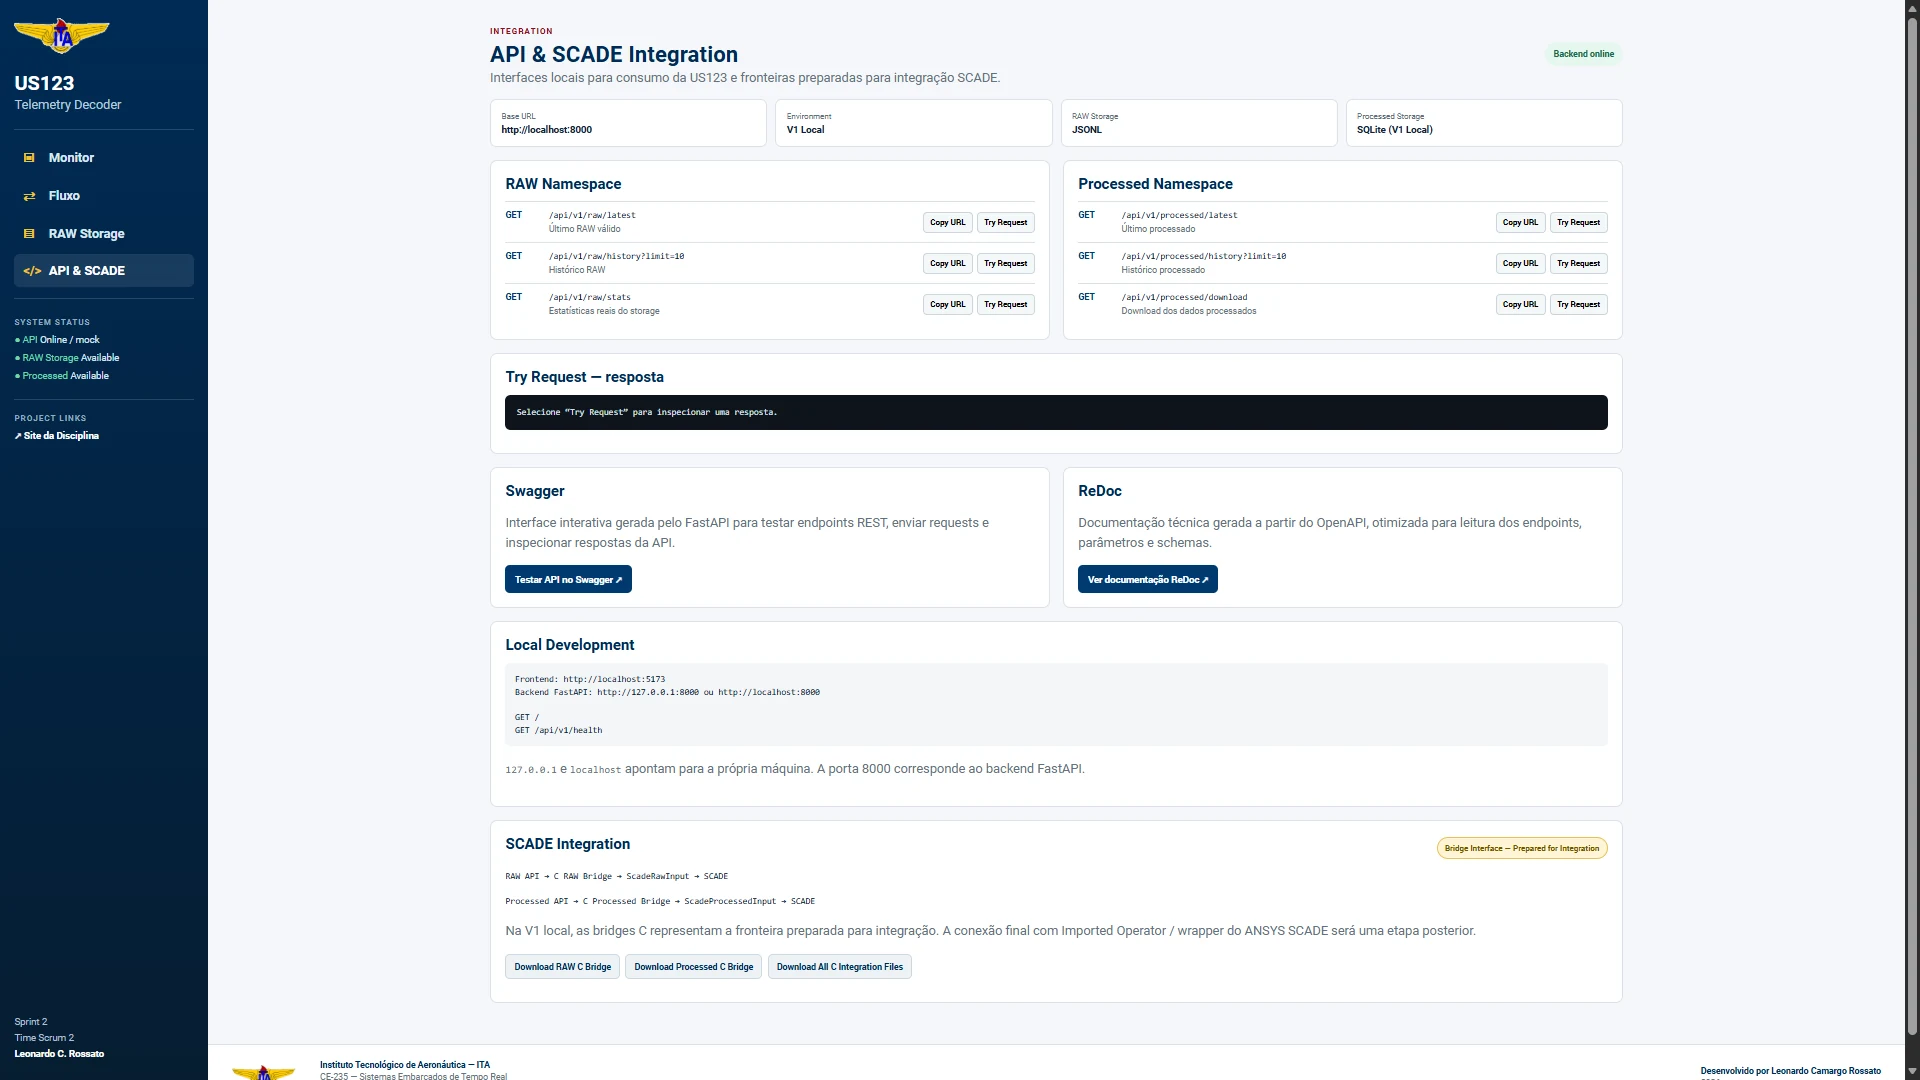 ITA
US123
Telemetry Decoder
Monitor
Fluxo
RAW Storage
</> API & SCADE
SYSTEM STATUS
● API Online / mock
● RAW Storage Available
● Processed Available
PROJECT LINKS
↗ Site da Disciplina
Sprint 2
Time Scrum 2
Leonardo C. Rossato
INTEGRATION
API & SCADE Integration
Interfaces locais para consumo da US123 e fronteiras preparadas para integração SCADE.
Backend online
Base URL
http://localhost:8000
Environment
V1 Local
RAW Storage
JSONL
Processed Storage
SQLite (V1 Local)
RAW Namespace
GET /api/v1/raw/latest Copy URL Try Request
Último RAW válido
GET /api/v1/raw/history?limit=10 Copy URL Try Request
Histórico RAW
GET /api/v1/raw/stats Copy URL Try Request
Estatísticas reais do storage
Processed Namespace
GET /api/v1/processed/latest Copy URL Try Request
Último processado
GET /api/v1/processed/history?limit=10 Copy URL Try Request
Histórico processado
GET /api/v1/processed/download Copy URL Try Request
Download dos dados processados
Try Request — resposta
Selecione “Try Request” para inspecionar uma resposta.
Swagger
Interface interativa gerada pelo FastAPI para testar endpoints REST, enviar requests e
inspecionar respostas da API.
Testar API no Swagger ↗
ReDoc
Documentação técnica gerada a partir do OpenAPI, otimizada para leitura dos endpoints,
parâmetros e schemas.
Ver documentação ReDoc ↗
Local Development
Frontend: http://localhost:5173
Backend FastAPI: http://127.0.0.1:8000 ou http://localhost:8000
GET /
GET /api/v1/health
127.0.0.1 e localhost apontam para a própria máquina. A porta 8000 corresponde ao backend FastAPI.
SCADE Integration
Bridge Interface — Prepared for Integration
RAW API → C RAW Bridge → ScadeRawInput → SCADE
Processed API → C Processed Bridge → ScadeProcessedInput → SCADE
Na V1 local, as bridges C representam a fronteira preparada para integração. A conexão final com Imported Operator / wrapper do ANSYS SCADE será uma etapa posterior.
Download RAW C Bridge Download Processed C Bridge Download All C Integration Files
Instituto Tecnológico de Aeronáutica — ITA
CE-235 — Sistemas Embarcados de Tempo Real
Desenvolvido por Leonardo Camargo Rossato